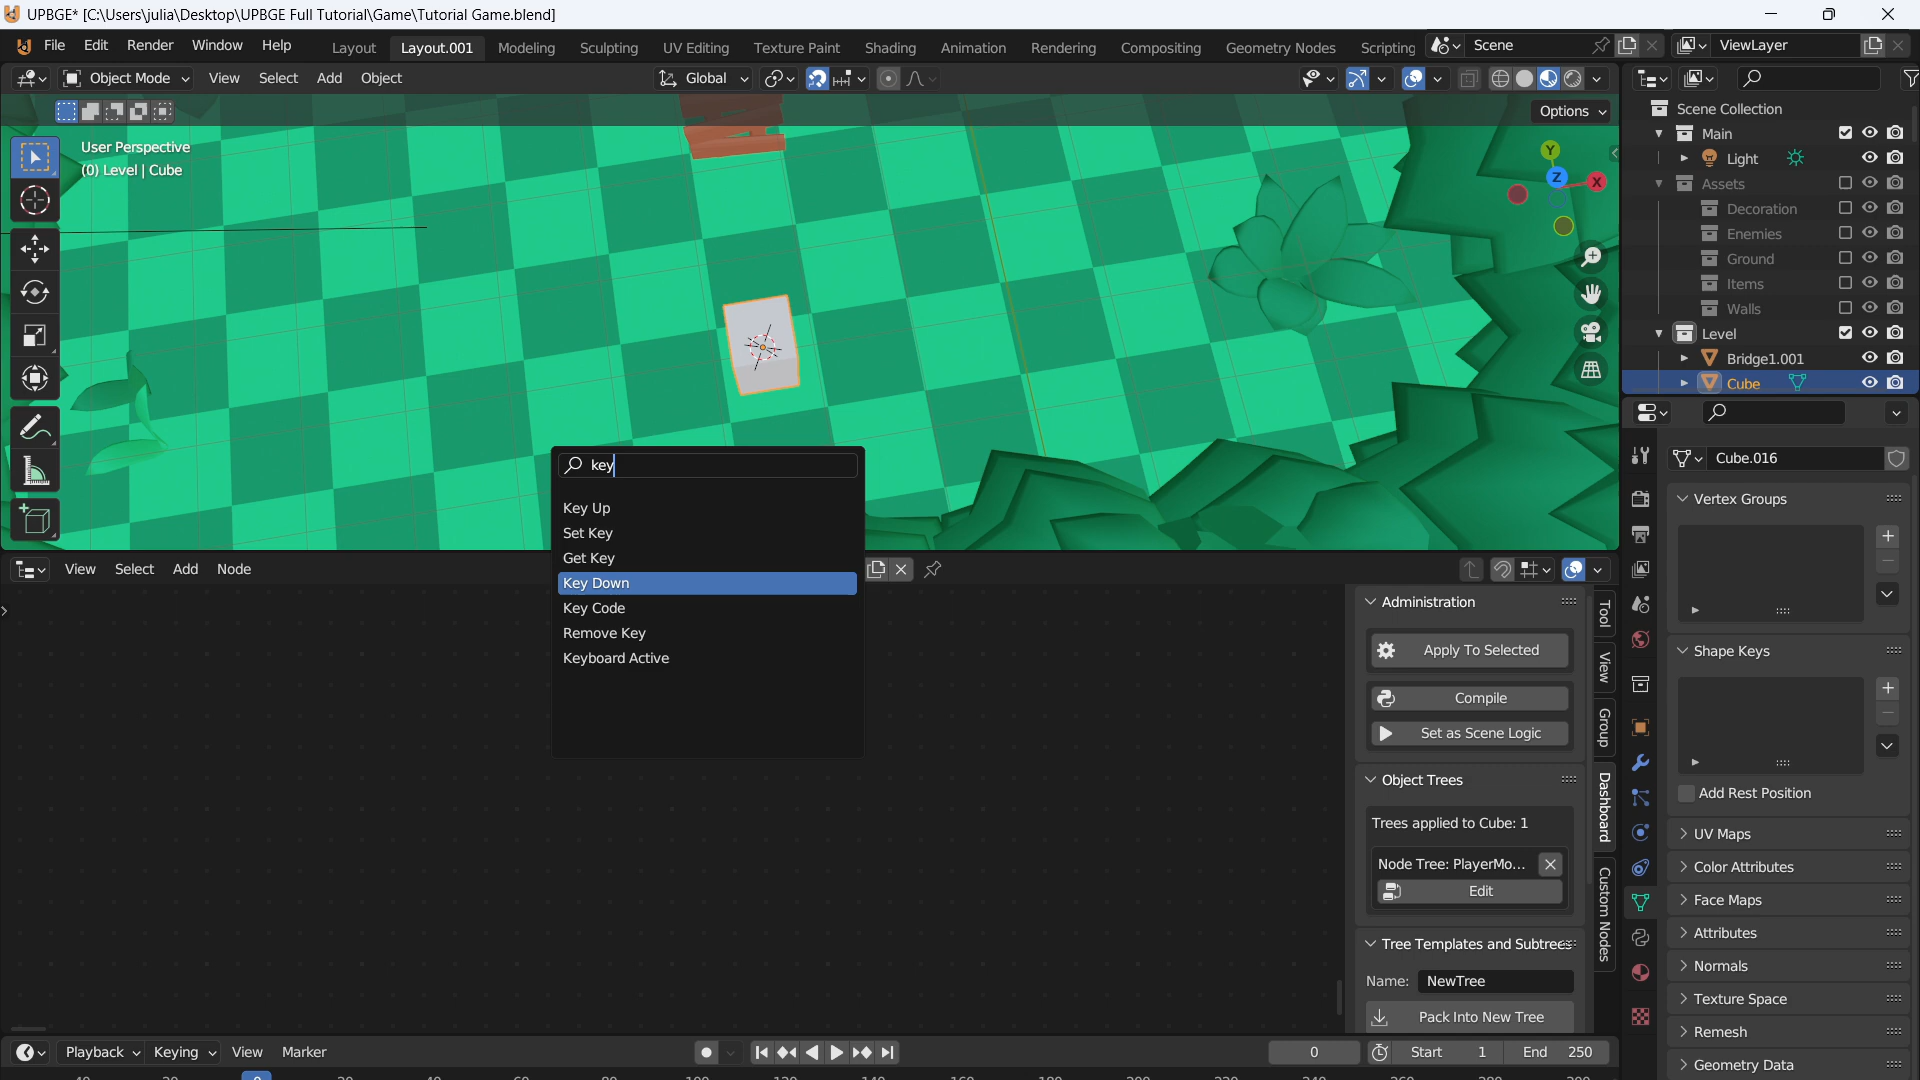 UPBGE* [C:\Users\julia\Desktop\UPBGE Full Tutorial\Game\Tutorial Game.blend]
File Edit Render Window Help Layout Layout.001 Modeling Sculpting UV Editing Texture Paint Shading Animation Rendering Compositing Geometry Nodes Scripting Scene ViewLayer
Object Mode View Select Add Object Global
Options
User Perspective
(0) Level | Cube
Y
Z
X
Scene Collection
Main
Light
Assets
Decoration
Enemies
Ground
Items
Walls
Level
Bridge1.001
Cube
key
Key Up
Set Key
Get Key
Key Down
Key Code
Remove Key
Keyboard Active
View Select Add Node
Administration
Apply To Selected
Compile
Set as Scene Logic
Object Trees
Trees applied to Cube: 1
Node Tree: PlayerMo...
Edit
Tree Templates and Subtrees
Name: NewTree
Pack Into New Tree
Tool
View
Group
Dashboard
Custom Nodes
Cube.016
Vertex Groups
Shape Keys
Add Rest Position
UV Maps
Color Attributes
Face Maps
Attributes
Normals
Texture Space
Remesh
Geometry Data
Playback Keying View Marker 0 Start 1 End 250